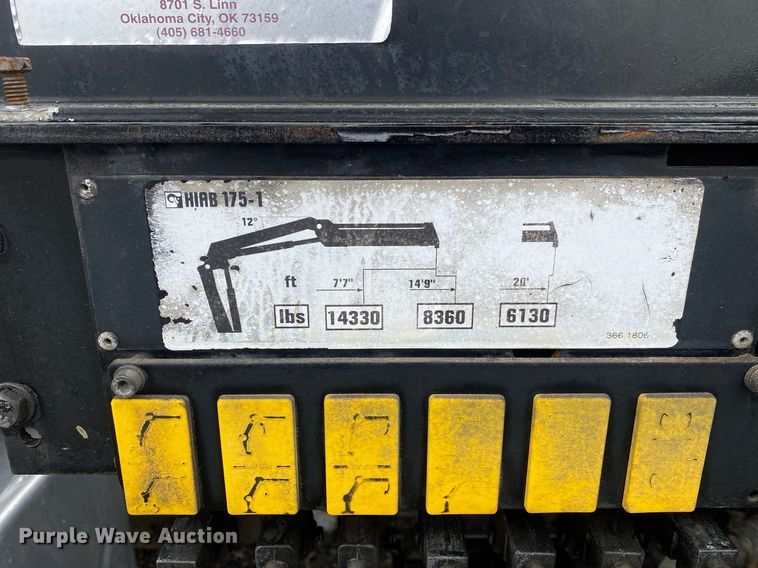 8701 S. Linn
Oklahoma City, OK 73159
(405) 681-4660
HIAB 175-1
12°
ft 7'7" 14'9" 20'
lbs 14330 8360 6130
366 1806
Purple Wave Auction